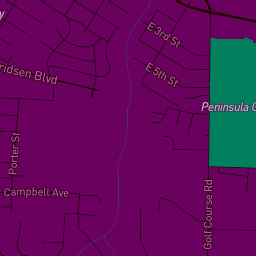 y
E 3rd St
ridsen Blvd
E 5th St
Peninsula G
Porter St
Campbell Ave
Golf Course Rd